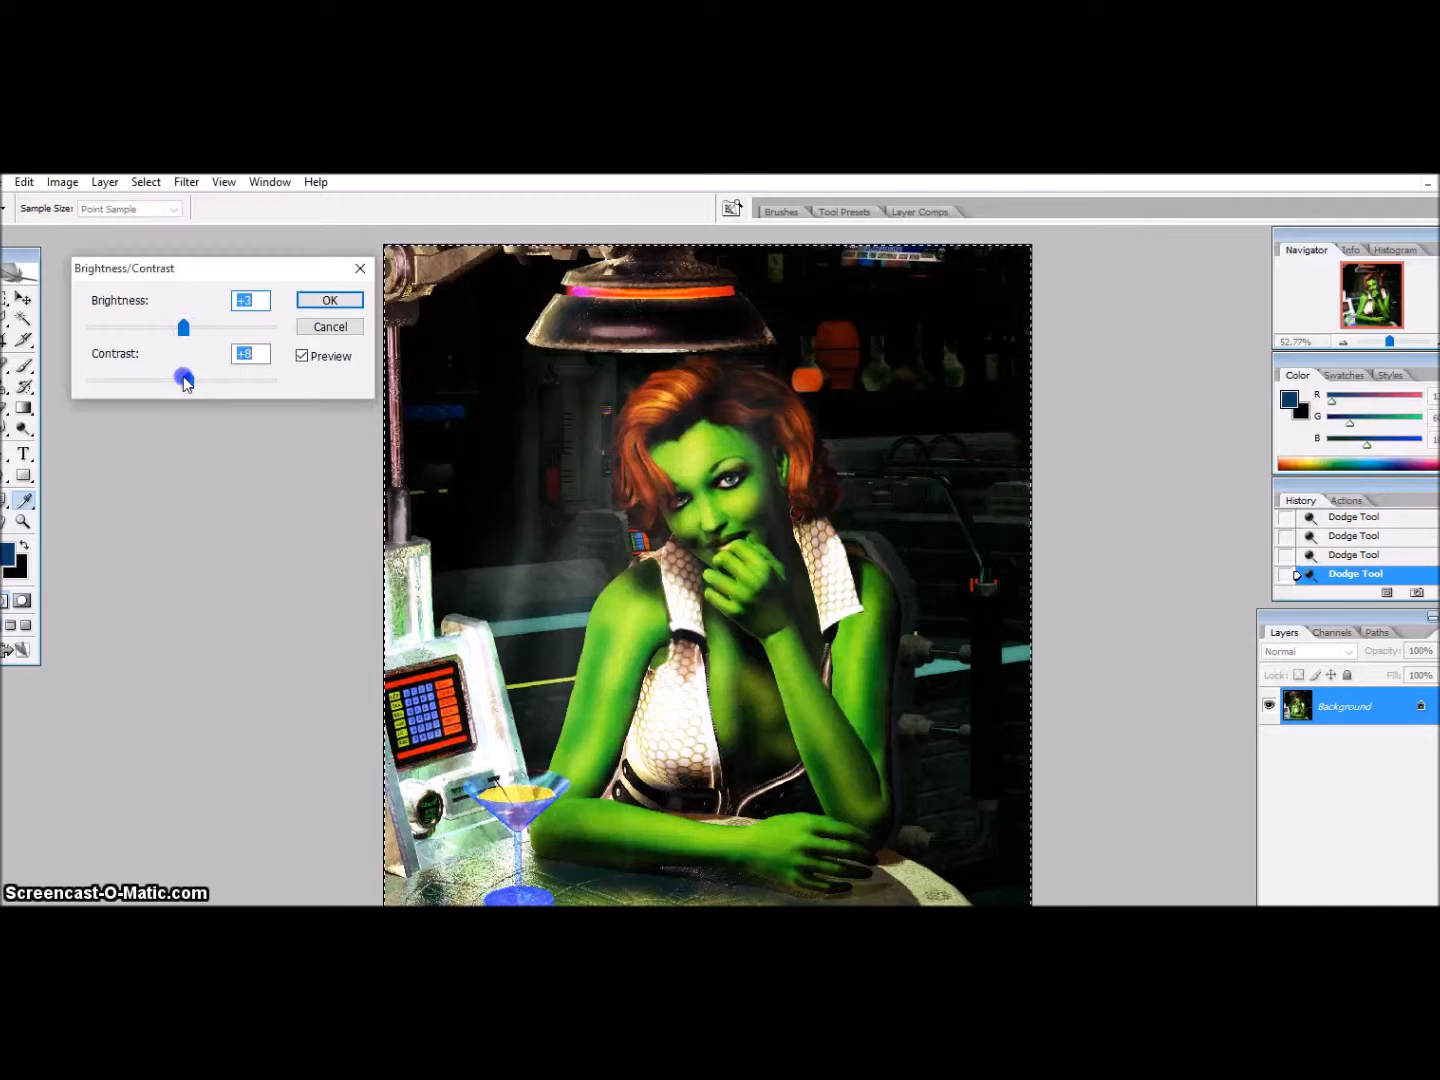 Edit Image Layer Select Filter View Window Help
Sample Size: Point Sample
Brushes Tool Presets Layer Comps
Brightness/Contrast
Brightness: +3 OK
Cancel
Contrast: +8 Preview
Navigator Info Histogram
52.77%
Color Swatches Styles
R
G
B
History Actions
Dodge Tool
Dodge Tool
Dodge Tool
Dodge Tool
Layers Channels Paths
Normal Opacity: 100%
Lock: Fill: 100%
Background
Screencast-O-Matic.com